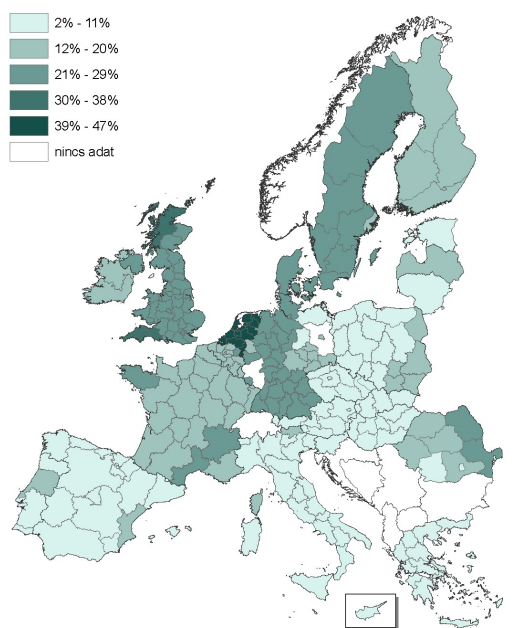 2% - 11%
12% - 20%
21% - 29%
30% - 38%
39% - 47%
nincs adat